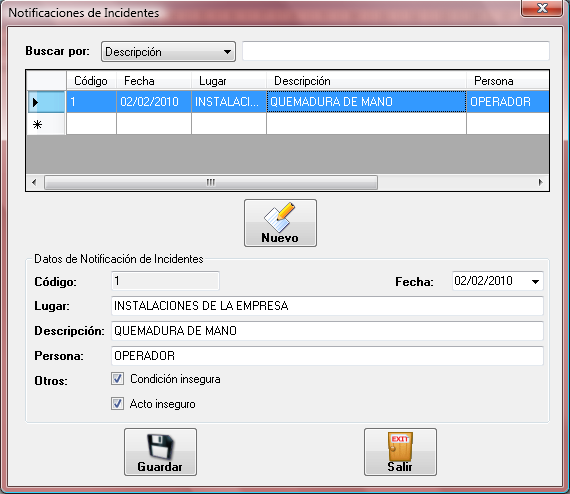 Notificaciones de Incidentes
Buscar por: Descripción
Código Fecha Lugar Descripción Persona
1 02/02/2010 INSTALACI... QUEMADURA DE MANO OPERADOR
Nuevo
Datos de Notificación de Incidentes
Código: 1 Fecha: 02/02/2010
Lugar: INSTALACIONES DE LA EMPRESA
Descripción: QUEMADURA DE MANO
Persona: OPERADOR
Otros: Condición insegura
Acto inseguro
EXIT
Guardar Salir